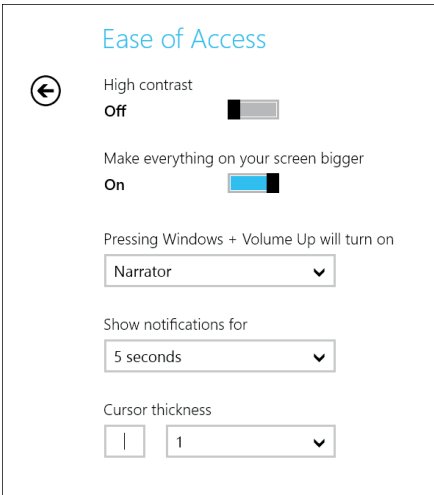 Ease of Access
High contrast
Off
Make everything on your screen bigger
On
Pressing Windows + Volume Up will turn on
Narrator
Show notifications for
5 seconds
Cursor thickness
1